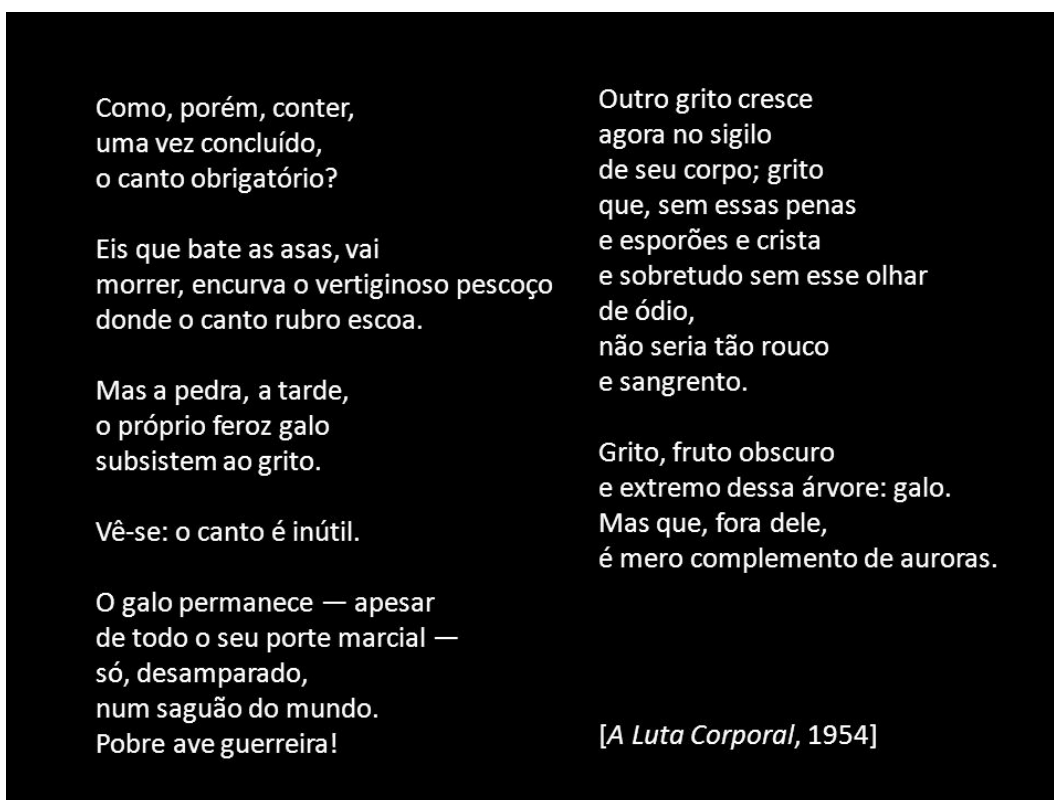 Como, porém, conter,
uma vez concluído,
o canto obrigatório?
Eis que bate as asas, vai
morrer, encurva o vertiginoso pescoço
donde o canto rubro escoa.
Mas a pedra, a tarde,
o próprio feroz galo
subsistem ao grito.
Vê-se: o canto é inútil.
O galo permanece — apesar
de todo o seu porte marcial —
só, desamparado,
num saguão do mundo.
Pobre ave guerreira!
Outro grito cresce
agora no sigilo
de seu corpo; grito
que, sem essas penas
e esporões e crista
e sobretudo sem esse olhar
de ódio,
não seria tão rouco
e sangrento.
Grito, fruto obscuro
e extremo dessa árvore: galo.
Mas que, fora dele,
é mero complemento de auroras.
[A Luta Corporal, 1954]